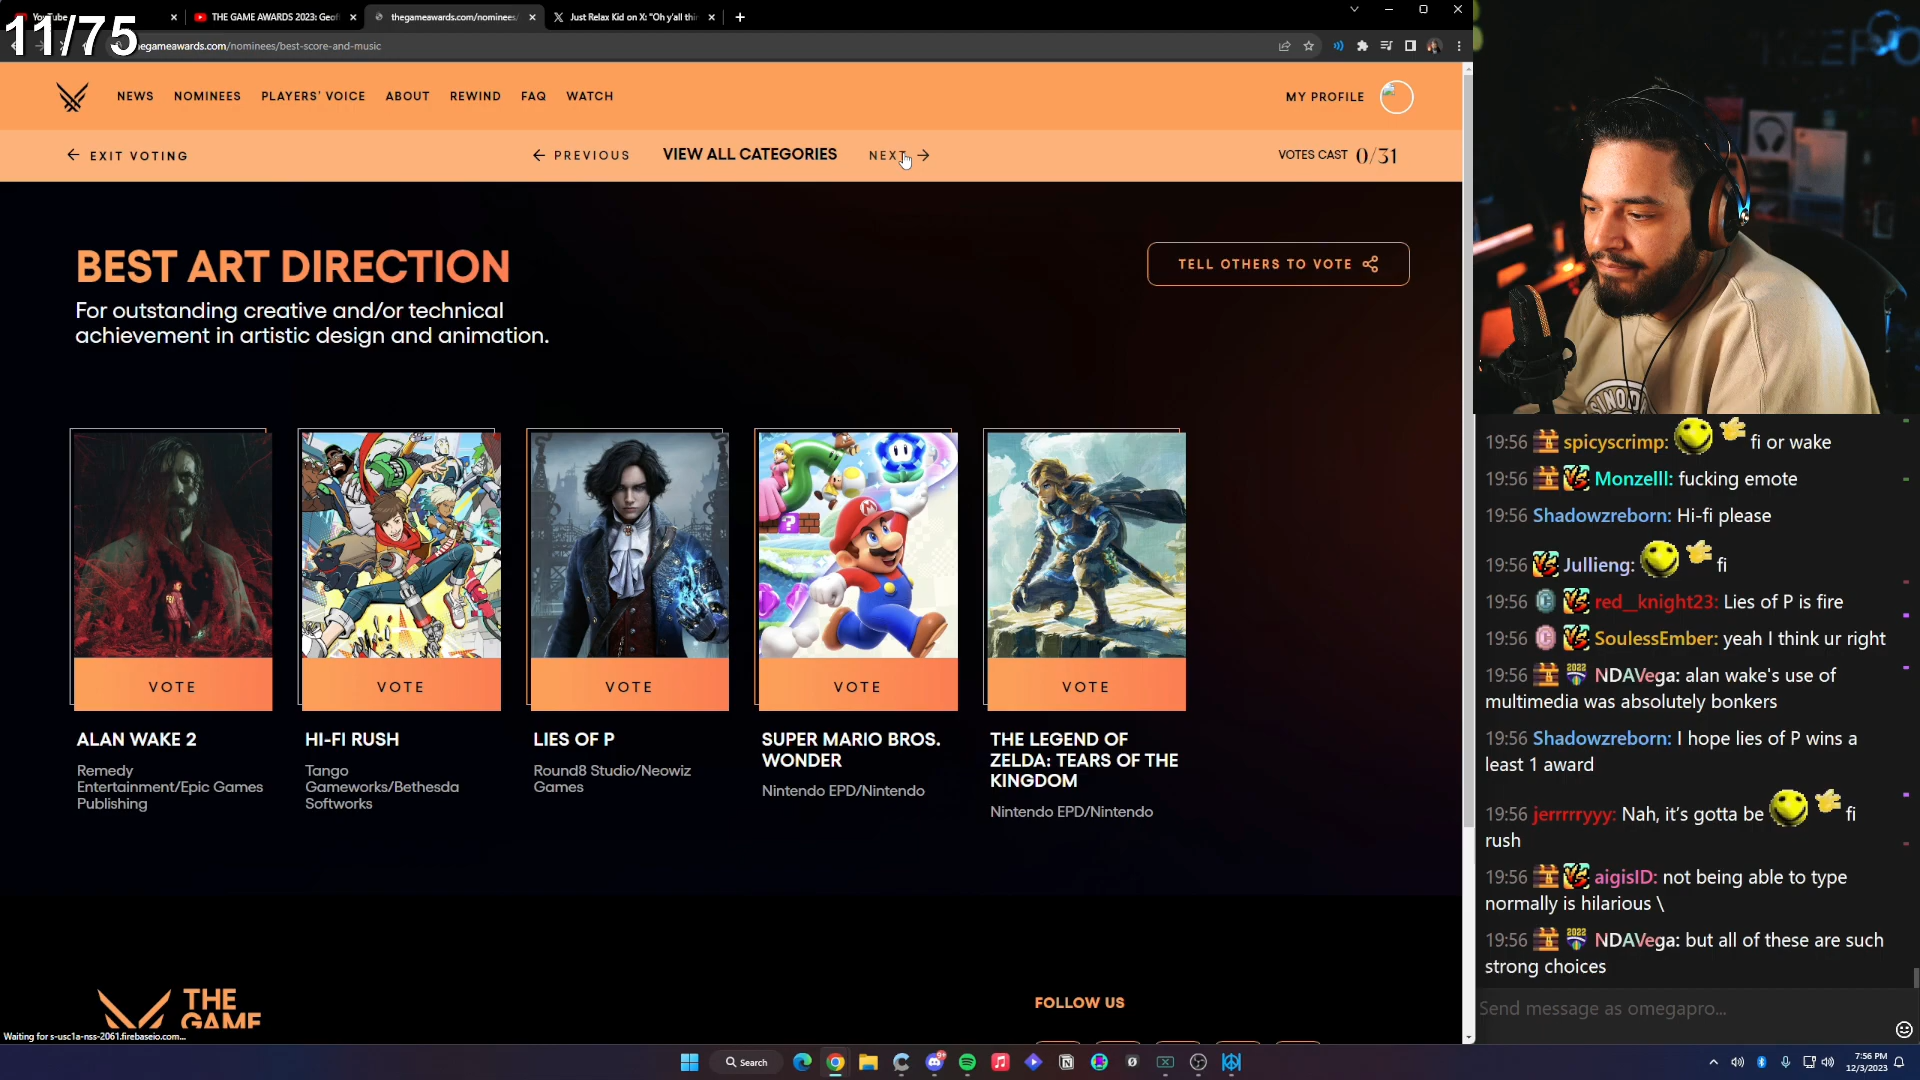 11/75
YouTube
THE GAME AWARDS 2023: Geof
thegameawards.com/nominees/
Just Relax Kid on X: "Oh y'all thi
egameawards.com/nominees/best-score-and-music
NEWS NOMINEES PLAYERS' VOICE ABOUT REWIND FAQ WATCH
MY PROFILE
EXIT VOTING
PREVIOUS
VIEW ALL CATEGORIES
NEXT
VOTES CAST 0/31
BEST ART DIRECTION
For outstanding creative and/or technical
achievement in artistic design and animation.
TELL OTHERS TO VOTE
VOTE VOTE VOTE VOTE VOTE
ALAN WAKE 2
Remedy
Entertainment/Epic Games
Publishing
HI-FI RUSH
Tango
Gameworks/Bethesda
Softworks
LIES OF P
Round8 Studio/Neowiz
Games
SUPER MARIO BROS.
WONDER
Nintendo EPD/Nintendo
THE LEGEND OF
ZELDA: TEARS OF THE
KINGDOM
Nintendo EPD/Nintendo
THE
GAME
FOLLOW US
Waiting for s-usc1a-nss-2061.firebaseio.com...
19:56 spicyscrimp: fi or wake
19:56 Monzelll: fucking emote
19:56 Shadowzreborn: Hi-fi please
19:56 Jullieng: fi
19:56 red__knight23: Lies of P is fire
19:56 SoulessEmber: yeah I think ur right
19:56 NDAVega: alan wake's use of
multimedia was absolutely bonkers
19:56 Shadowzreborn: I hope lies of P wins a
least 1 award
19:56 jerrrrryyy: Nah, it's gotta be fi
rush
19:56 aigisID: not being able to type
normally is hilarious \
19:56 NDAVega: but all of these are such
strong choices
Send message as omegapro...
Search
7:56 PM
12/3/2023